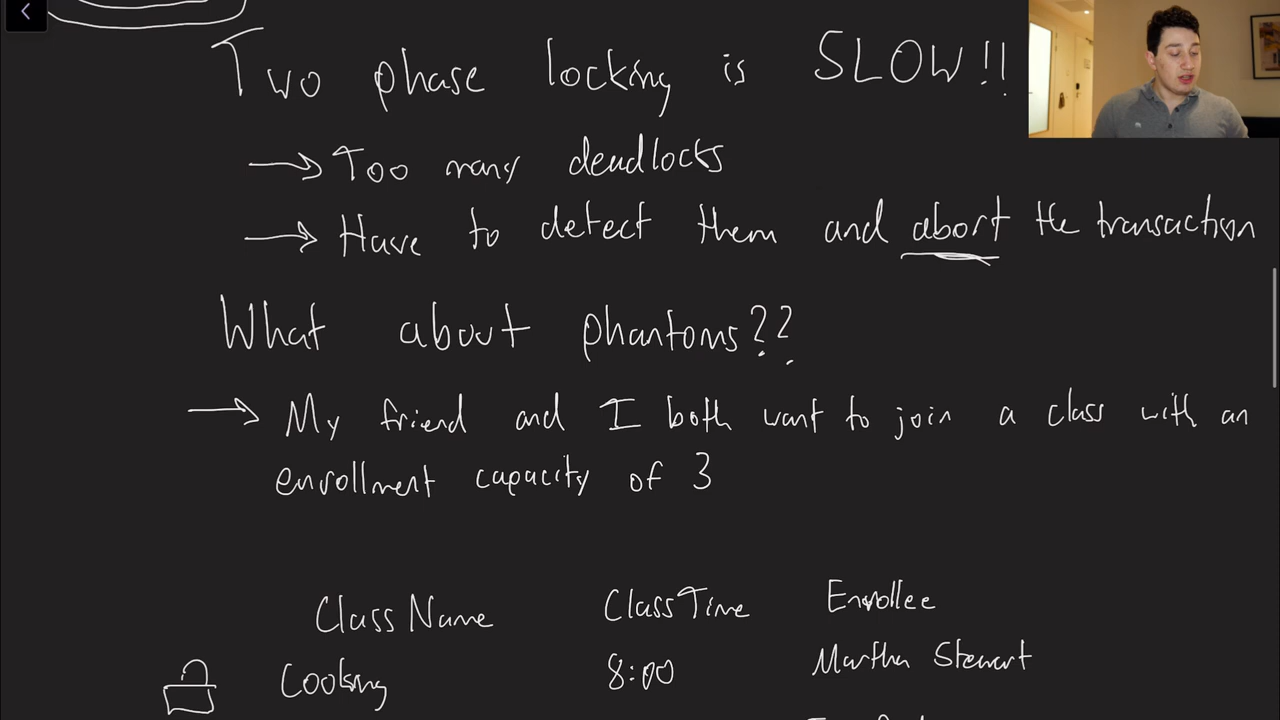 Two phase locking is SLOW!!
→ Too many deadlocks
→ Have to detect them and abort the transaction
What about phantoms??
→ My friend and I both want to join a class with an
enrollment capacity of 3
Class Name Class Time Enrollee
Cooking 8:00 Martha Stewart